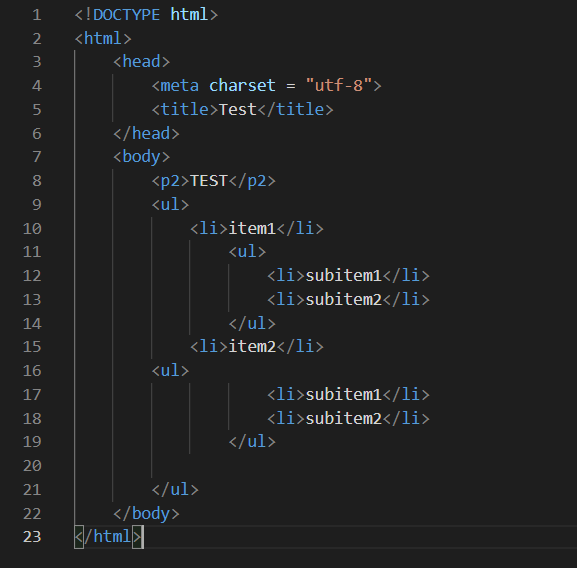 1 <!DOCTYPE html>
2 <html>
3     <head>
4         <meta charset = "utf-8">
5         <title>Test</title>
6     </head>
7     <body>
8         <p2>TEST</p2>
9         <ul>
10             <li>item1</li>
11                 <ul>
12                     <li>subitem1</li>
13                     <li>subitem2</li>
14                 </ul>
15             <li>item2</li>
16         <ul>
17                     <li>subitem1</li>
18                     <li>subitem2</li>
19                 </ul>
20
21         </ul>
22     </body>
23 </html>